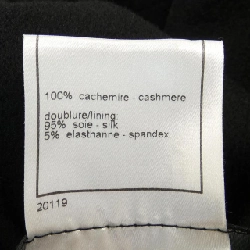 100% cachemire - cashmere
doublure/lining:
95% soie - silk
5% elasthanne - spandex
20119